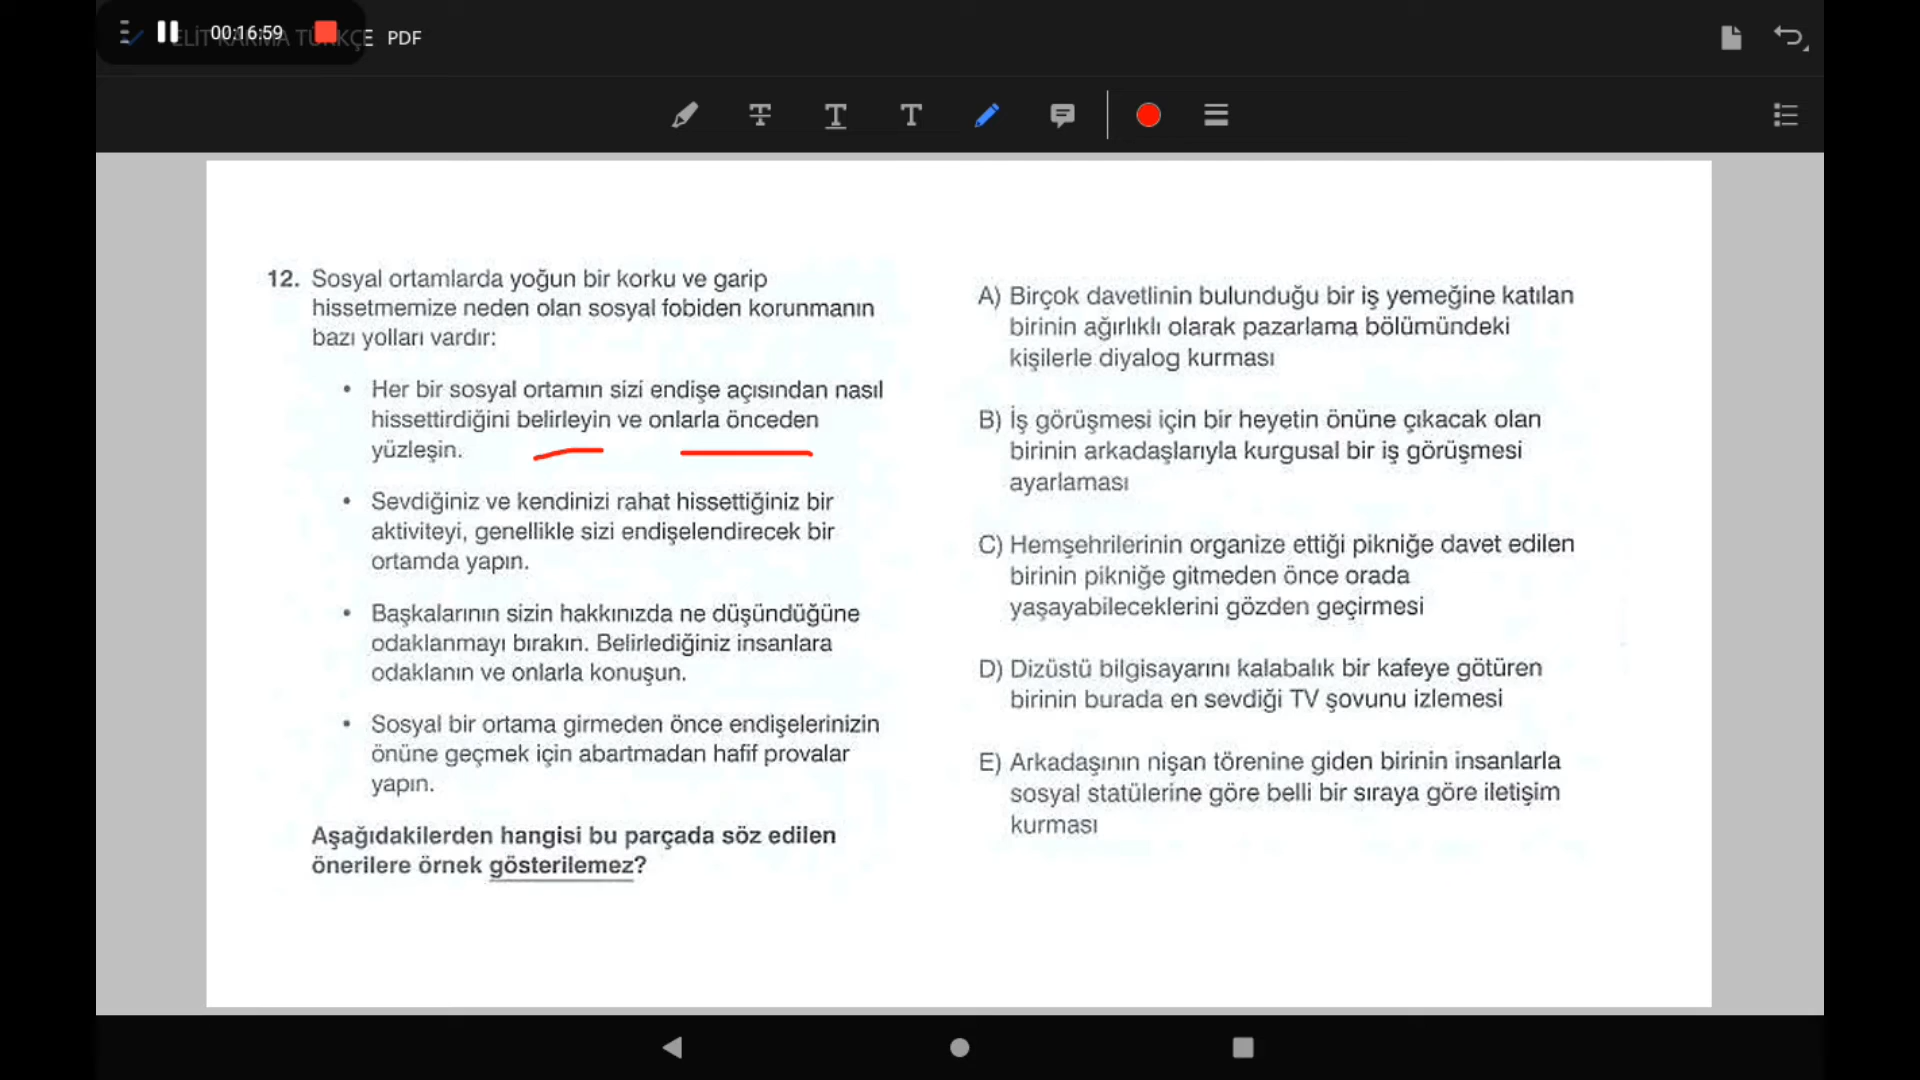 00:16:59
ELİT KARMA TÜRKÇE PDF
12. Sosyal ortamlarda yoğun bir korku ve garip
hissetmemize neden olan sosyal fobiden korunmanın
bazı yolları vardır:
• Her bir sosyal ortamın sizi endişe açısından nasıl
hissettirdiğini belirleyin ve onlarla önceden
yüzleşin.
• Sevdiğiniz ve kendinizi rahat hissettiğiniz bir
aktiviteyi, genellikle sizi endişelendirecek bir
ortamda yapın.
• Başkalarının sizin hakkınızda ne düşündüğüne
odaklanmayı bırakın. Belirlediğiniz insanlara
odaklanın ve onlarla konuşun.
• Sosyal bir ortama girmeden önce endişelerinizin
önüne geçmek için abartmadan hafif provalar
yapın.
Aşağıdakilerden hangisi bu parçada söz edilen
önerilere örnek gösterilemez?
A) Birçok davetlinin bulunduğu bir iş yemeğine katılan
birinin ağırlıklı olarak pazarlama bölümündeki
kişilerle diyalog kurması
B) İş görüşmesi için bir heyetin önüne çıkacak olan
birinin arkadaşlarıyla kurgusal bir iş görüşmesi
ayarlaması
C) Hemşehrilerinin organize ettiği pikniğe davet edilen
birinin pikniğe gitmeden önce orada
yaşayabileceklerini gözden geçirmesi
D) Dizüstü bilgisayarını kalabalık bir kafeye götüren
birinin burada en sevdiği TV şovunu izlemesi
E) Arkadaşının nişan törenine giden birinin insanlarla
sosyal statülerine göre belli bir sıraya göre iletişim
kurması